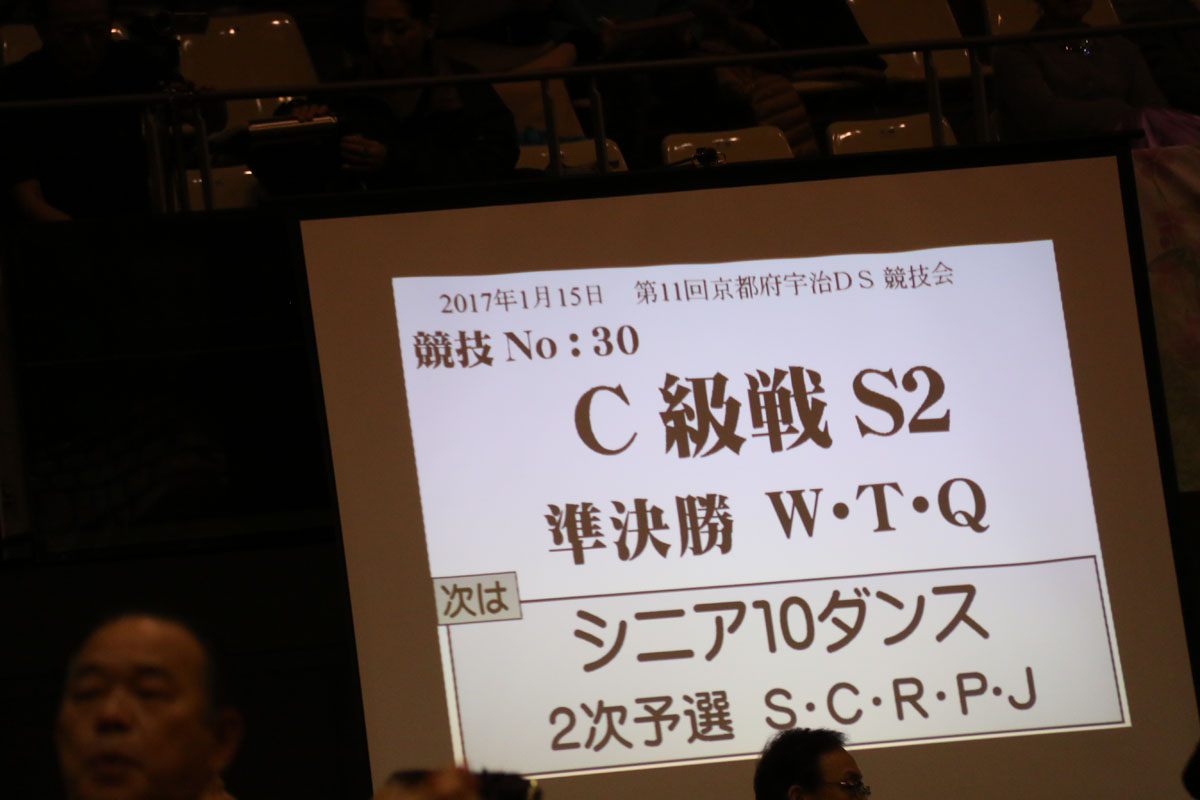 2017年1月15日　第11回京都府宇治DS 競技会
競技 No：30
C 級戦 S2
準決勝 W・T・Q
次は
シニア10ダンス
2次予選 S・C・R・P・J